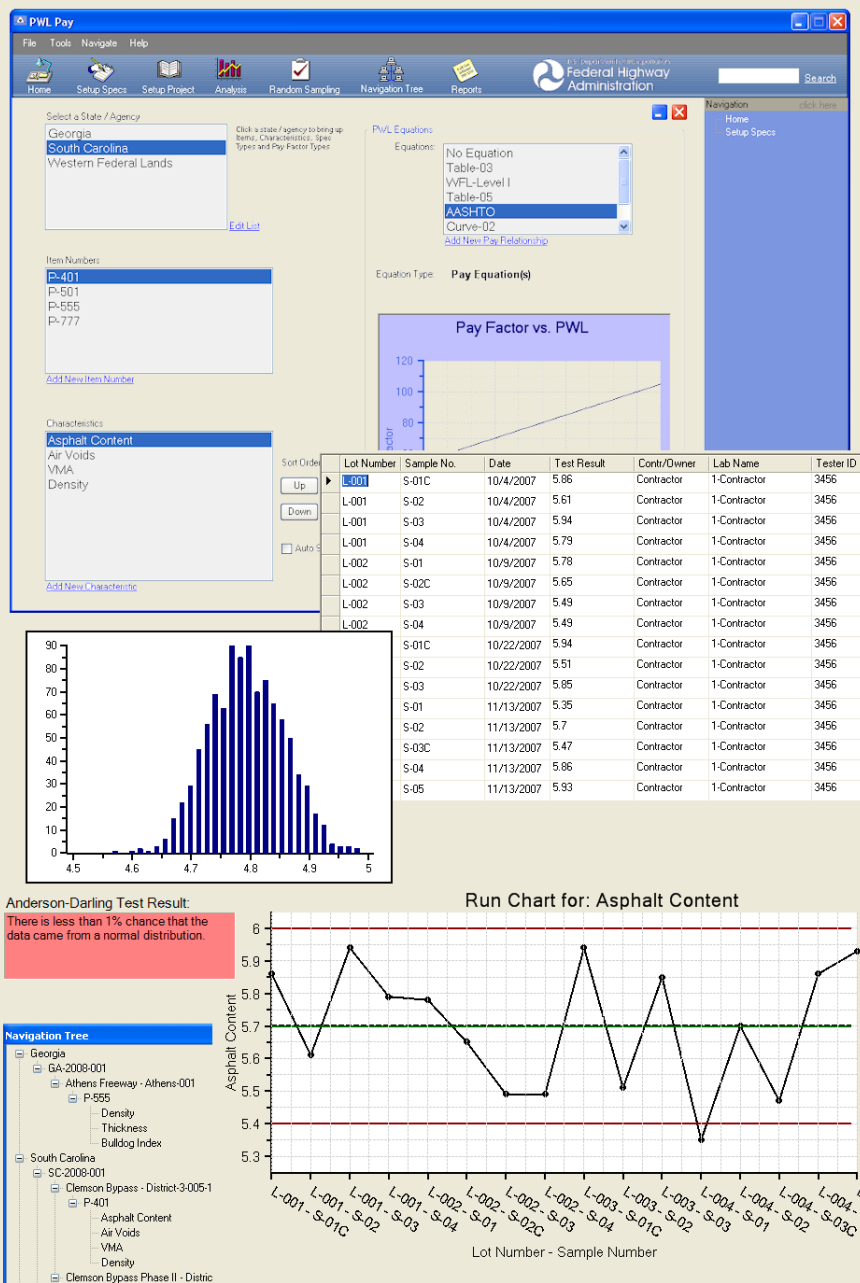 PWL Pay
File Tools Navigate Help
Home Setup Specs Setup Project Analysis Random Sampling Navigation Tree Reports
U.S. Department of Transportation
Federal Highway
Administration
Search
Select a State / Agency
Georgia
South Carolina
Western Federal Lands
Click a state / agency to bring up
Items, Characteristics, Spec
Types and Pay Factor Types
Edit List
Item Numbers
P-401
P-501
P-555
P-777
Add New Item Number
Characteristics
Asphalt Content
Air Voids
VMA
Density
Add New Characteristic
Sort Order
Up
Down
Auto S
PWL Equations
Equations:
No Equation
Table-03
WFL-Level I
Table-05
AASHTO
Curve-02
Add New Pay Relationship
Equation Type: Pay Equation(s)
Pay Factor vs. PWL
120
100
80
Navigation click here
Home
Setup Specs
Lot Number Sample No. Date Test Result Contr/Owner Lab Name Tester ID
L-001 S-01C 10/4/2007 5.86 Contractor 1-Contractor 3456
L-001 S-02 10/4/2007 5.61 Contractor 1-Contractor 3456
L-001 S-03 10/4/2007 5.94 Contractor 1-Contractor 3456
L-001 S-04 10/4/2007 5.79 Contractor 1-Contractor 3456
L-002 S-01 10/9/2007 5.78 Contractor 1-Contractor 3456
L-002 S-02C 10/9/2007 5.65 Contractor 1-Contractor 3456
L-002 S-03 10/9/2007 5.49 Contractor 1-Contractor 3456
L-002 S-04 10/9/2007 5.49 Contractor 1-Contractor 3456
S-01C 10/22/2007 5.94 Contractor 1-Contractor 3456
S-02 10/22/2007 5.51 Contractor 1-Contractor 3456
S-03 10/22/2007 5.85 Contractor 1-Contractor 3456
S-01 11/13/2007 5.35 Contractor 1-Contractor 3456
S-02 11/13/2007 5.7 Contractor 1-Contractor 3456
S-03C 11/13/2007 5.47 Contractor 1-Contractor 3456
S-04 11/13/2007 5.86 Contractor 1-Contractor 3456
S-05 11/13/2007 5.93 Contractor 1-Contractor 3456
90
80
70
60
50
40
30
20
10
0
4.5 4.6 4.7 4.8 4.9 5
Anderson-Darling Test Result:
There is less than 1% chance that the
data came from a normal distribution.
Run Chart for: Asphalt Content
Asphalt Content
6
5.9
5.8
5.7
5.6
5.5
5.4
5.3
L-001 - S-01C
L-001 - S-02
L-001 - S-03
L-001 - S-04
L-002 - S-01
L-002 - S-02C
L-002 - S-03
L-002 - S-04
L-003 - S-01C
L-003 - S-02
L-003 - S-03
L-004 - S-01
L-004 - S-02
L-004 - S-03C
L-004 -
Lot Number - Sample Number
Navigation Tree
Georgia
GA-2008-001
Athens Freeway - Athens-001
P-555
Density
Thickness
Bulldog Index
South Carolina
SC-2008-001
Clemson Bypass - District-3-005-1
P-401
Asphalt Content
Air Voids
VMA
Density
Clemson Bypass Phase II - Distric